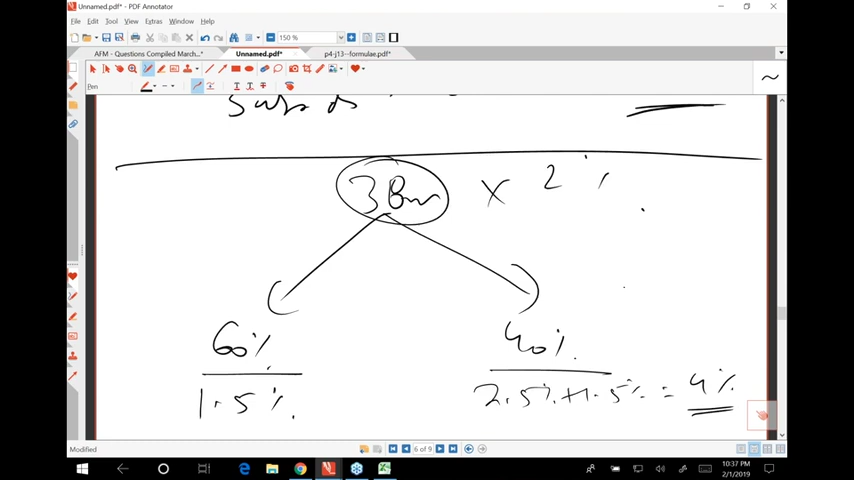 Unnamed.pdf* - PDF Annotator
File Edit Tool View Extras Window Help
150 %
AFM - Questions Compiled March...* Unnamed.pdf* p4-j13--formulae.pdf*
Pen
3 Bn × 2 %
60% 40%
1.5% 2.5% + 1.5% = 4%
Modified 6 of 9
10:37 PM
2/1/2019